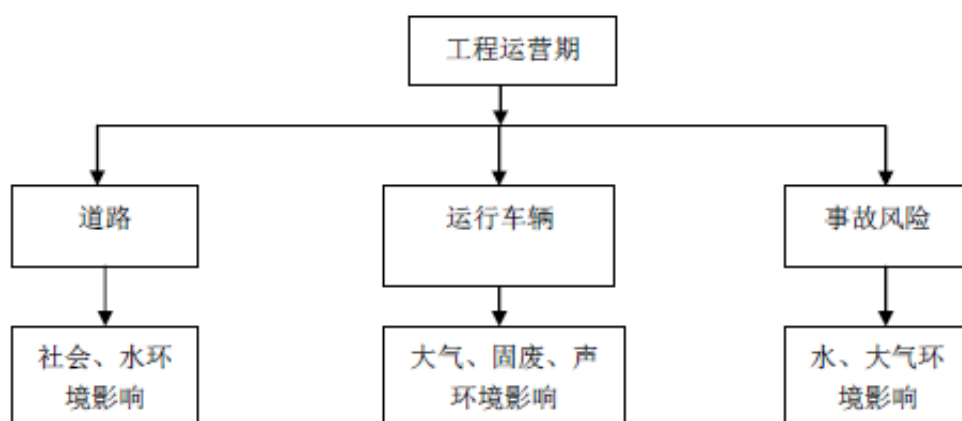 工程运营期
道路
运行车辆
事故风险
社会、水环
境影响
大气、固废、声
环境影响
水、大气环
境影响